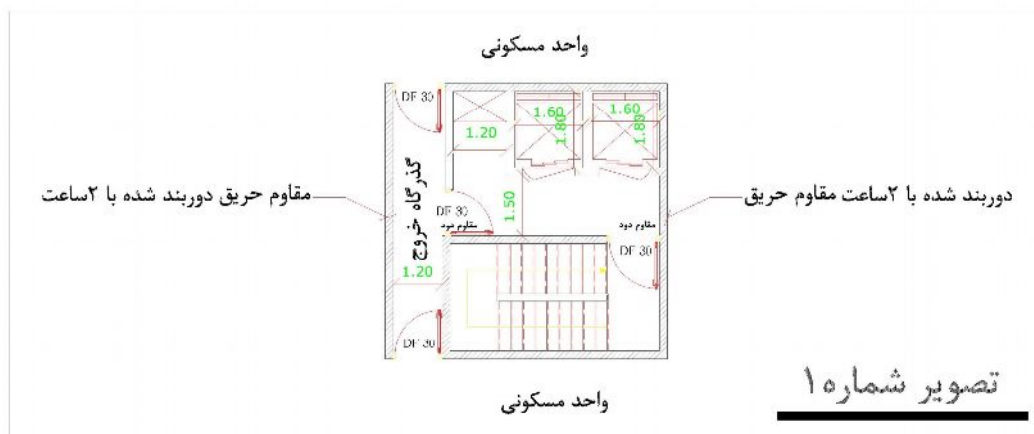 واحد مسکونی
DF 30
1.60
1.80
1.60
1.80
1.20
گذرگاه خروج
مقاوم حریق دوربند شده با ۲ساعت
دوربند شده با ۲ساعت مقاوم حریق
DF 30
مقاوم دود
1.50
مقاوم دود
DF 30
1.20
DF 30
واحد مسکونی
تصویر شماره ۱